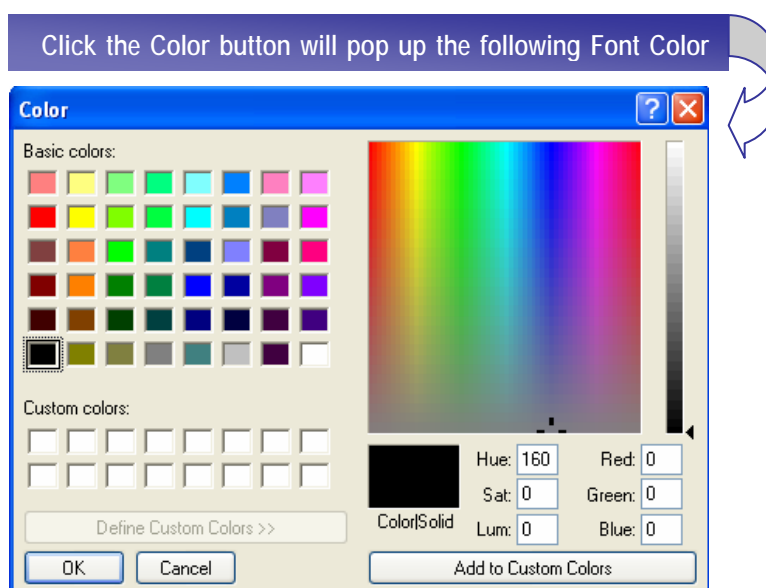 Click the Color button will pop up the following Font Color
Color
Basic colors:
Custom colors:
Define Custom Colors >>
OK Cancel
Color|Solid
Hue: 160 Red: 0
Sat: 0 Green: 0
Lum: 0 Blue: 0
Add to Custom Colors